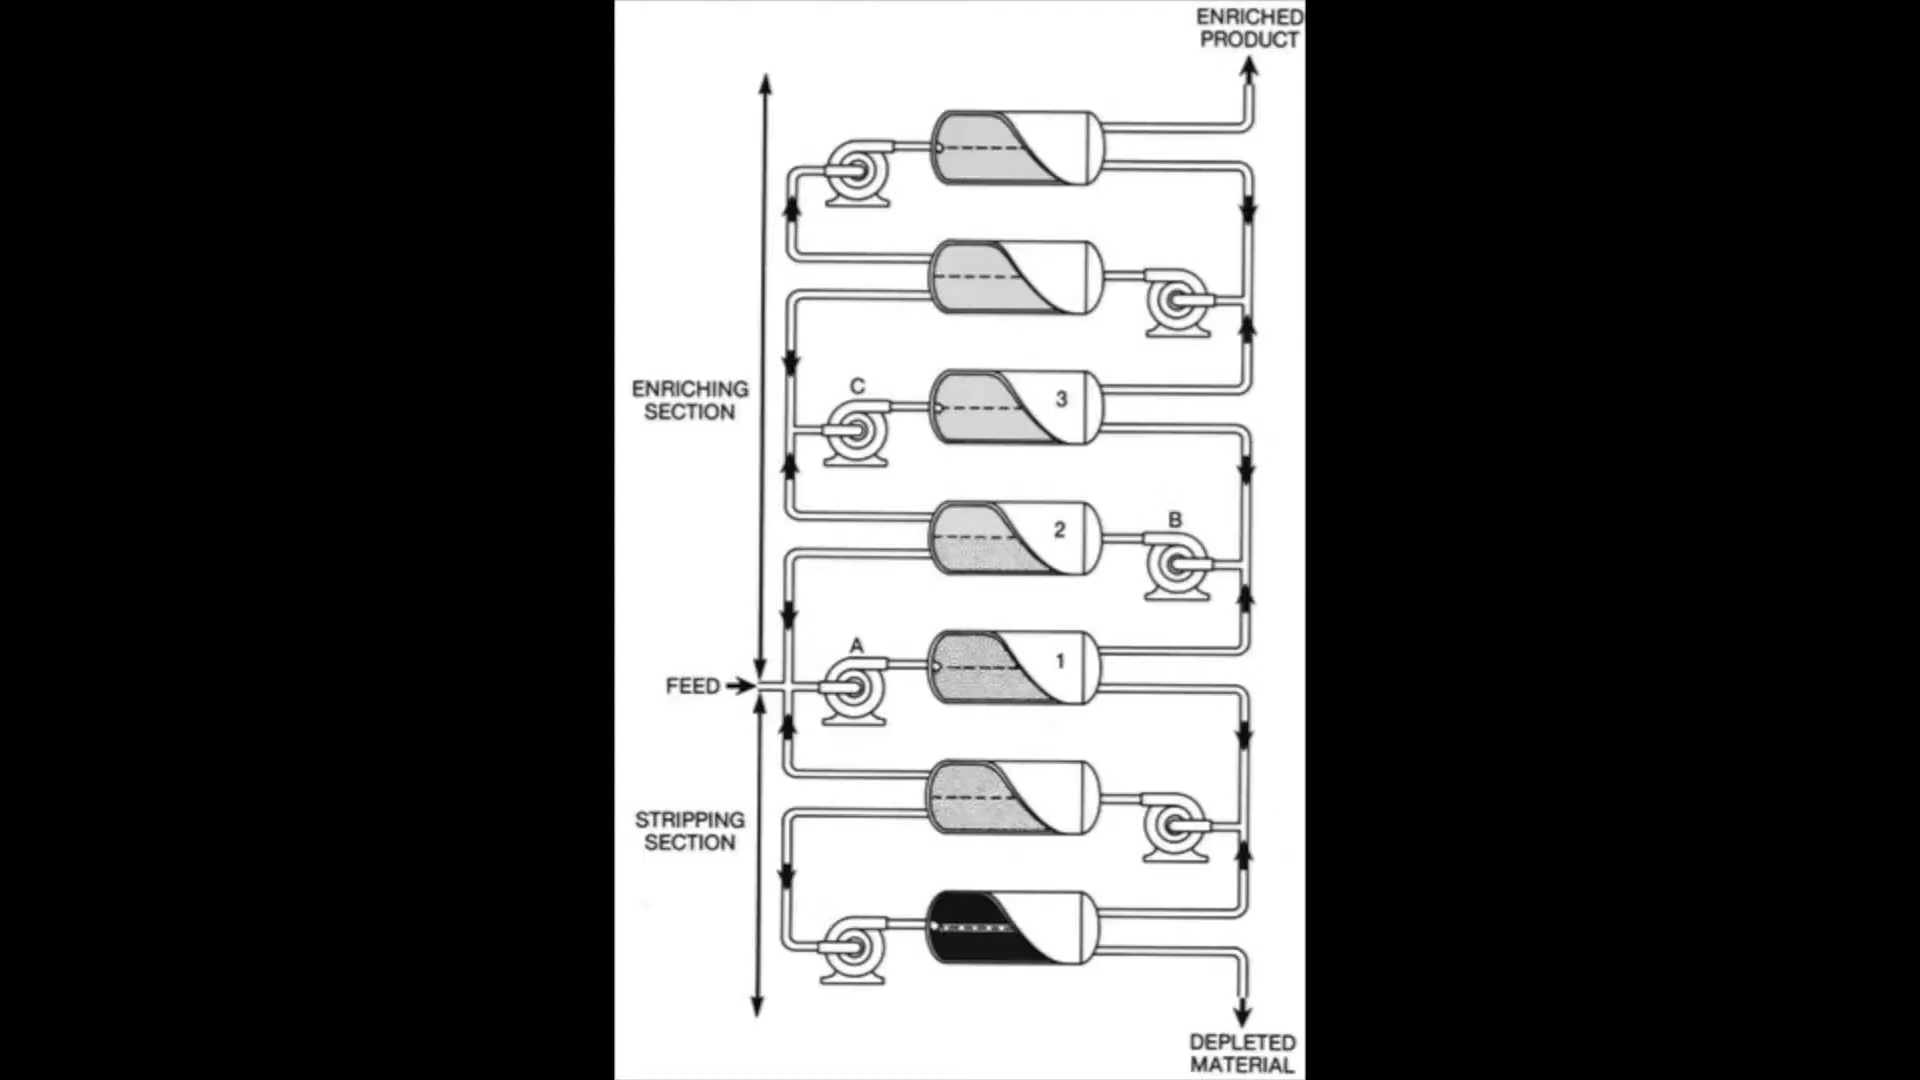 ENRICHED
PRODUCT
ENRICHING
SECTION
C
3
2
B
A
1
FEED
STRIPPING
SECTION
DEPLETED
MATERIAL